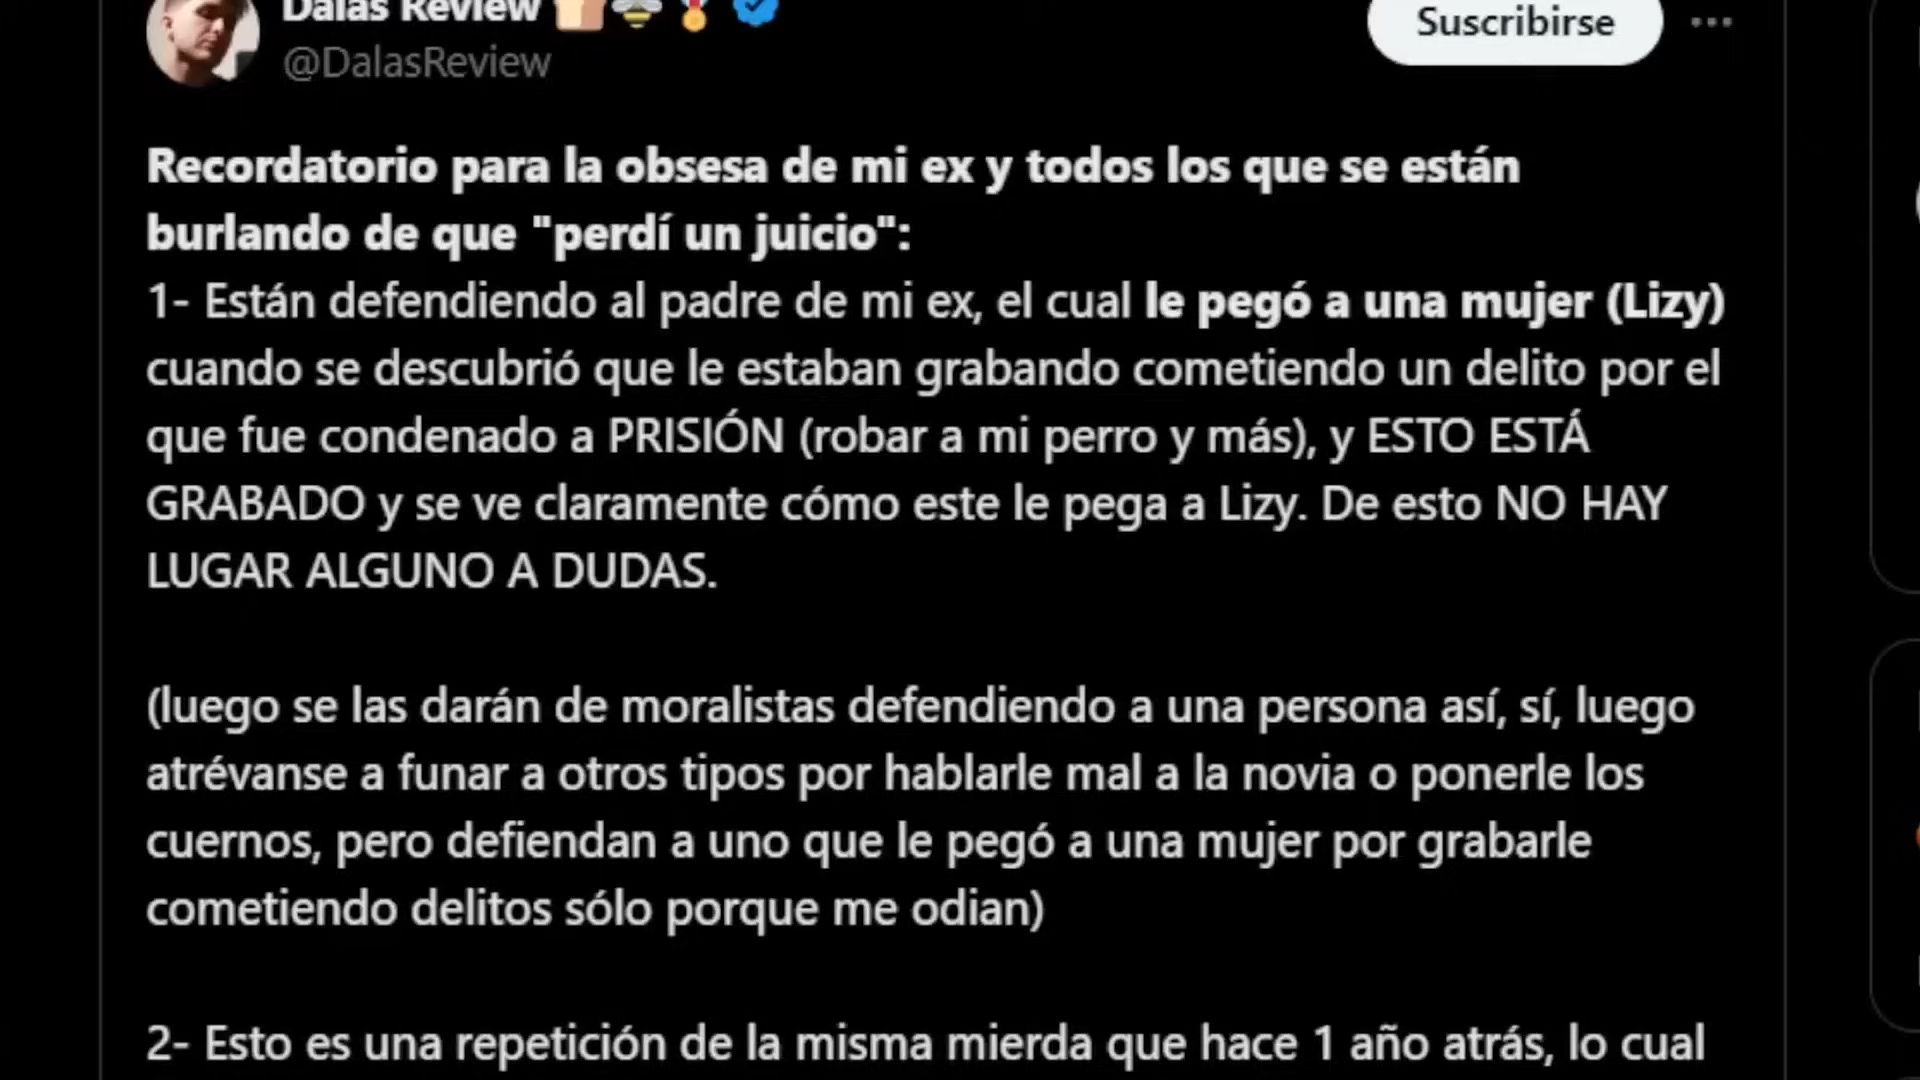 Dalas Review
@DalasReview
Suscribirse
Recordatorio para la obsesa de mi ex y todos los que se están
burlando de que "perdí un juicio":
1- Están defendiendo al padre de mi ex, el cual le pegó a una mujer (Lizy)
cuando se descubrió que le estaban grabando cometiendo un delito por el
que fue condenado a PRISIÓN (robar a mi perro y más), y ESTO ESTÁ
GRABADO y se ve claramente cómo este le pega a Lizy. De esto NO HAY
LUGAR ALGUNO A DUDAS.
(luego se las darán de moralistas defendiendo a una persona así, sí, luego
atrévanse a funar a otros tipos por hablarle mal a la novia o ponerle los
cuernos, pero defiendan a uno que le pegó a una mujer por grabarle
cometiendo delitos sólo porque me odian)
2- Esto es una repetición de la misma mierda que hace 1 año atrás, lo cual